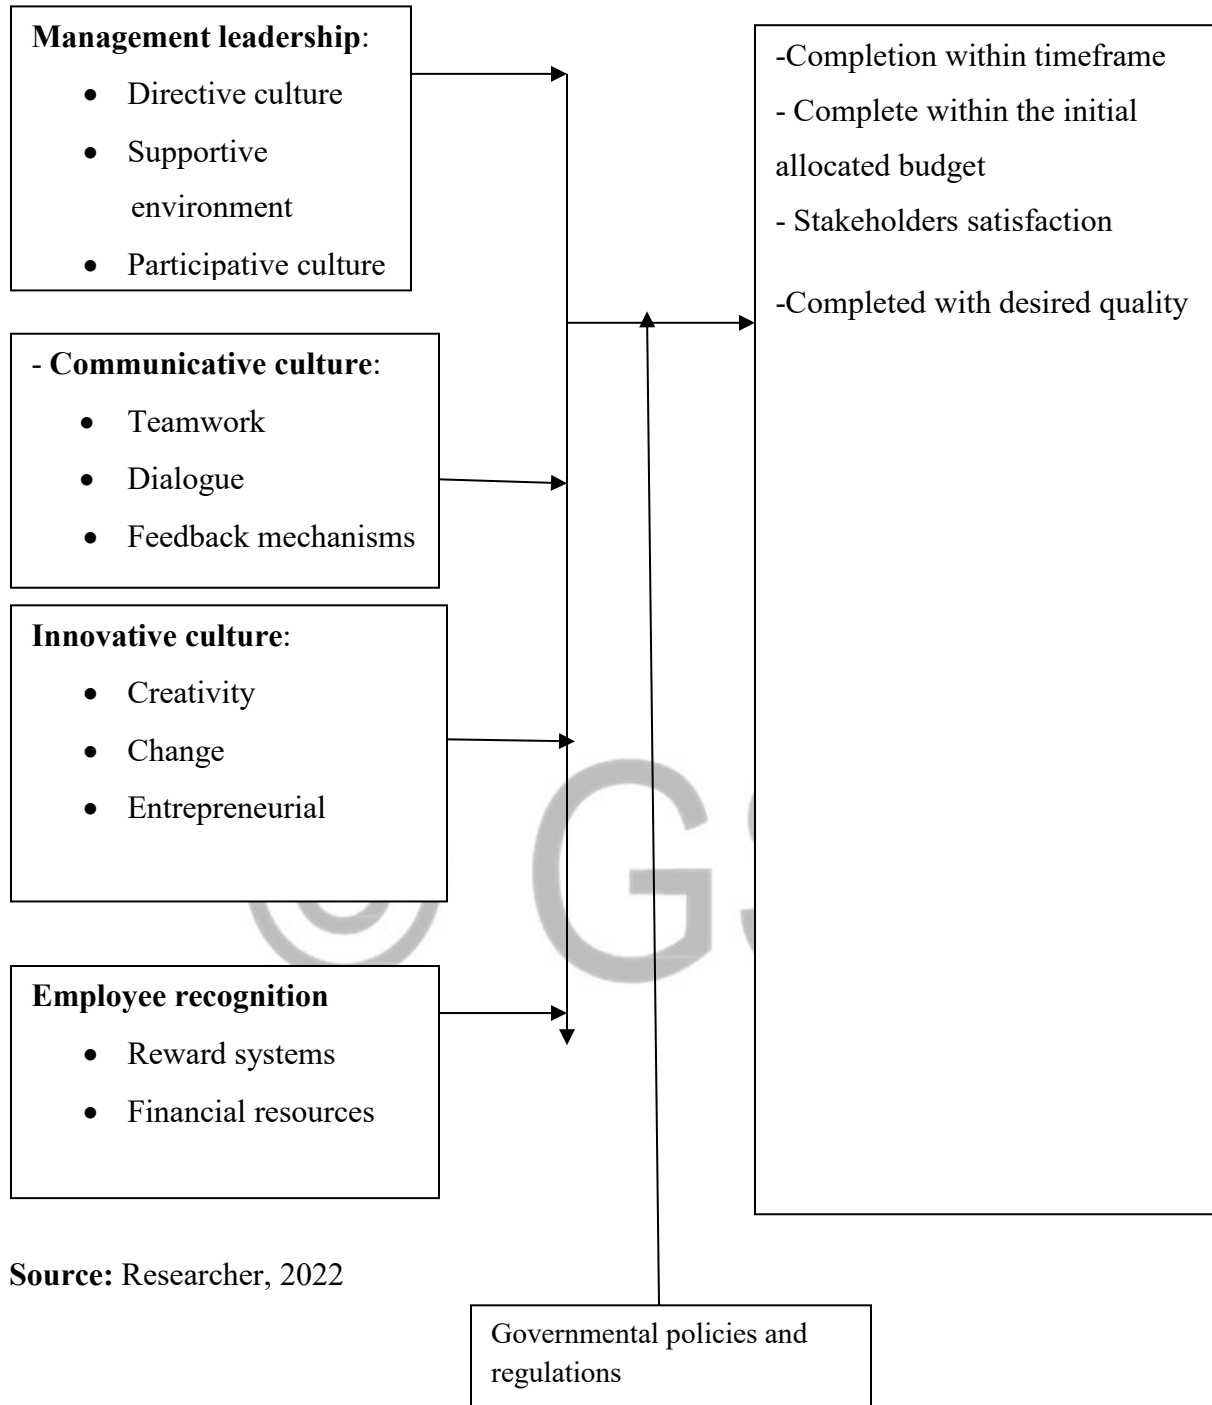 Management leadership:
• Directive culture
• Supportive
environment
• Participative culture
- Communicative culture:
• Teamwork
• Dialogue
• Feedback mechanisms
Innovative culture:
• Creativity
• Change
• Entrepreneurial
Employee recognition
• Reward systems
• Financial resources
-Completion within timeframe
- Complete within the initial
allocated budget
- Stakeholders satisfaction
-Completed with desired quality
© GS
Source: Researcher, 2022
Governmental policies and
regulations